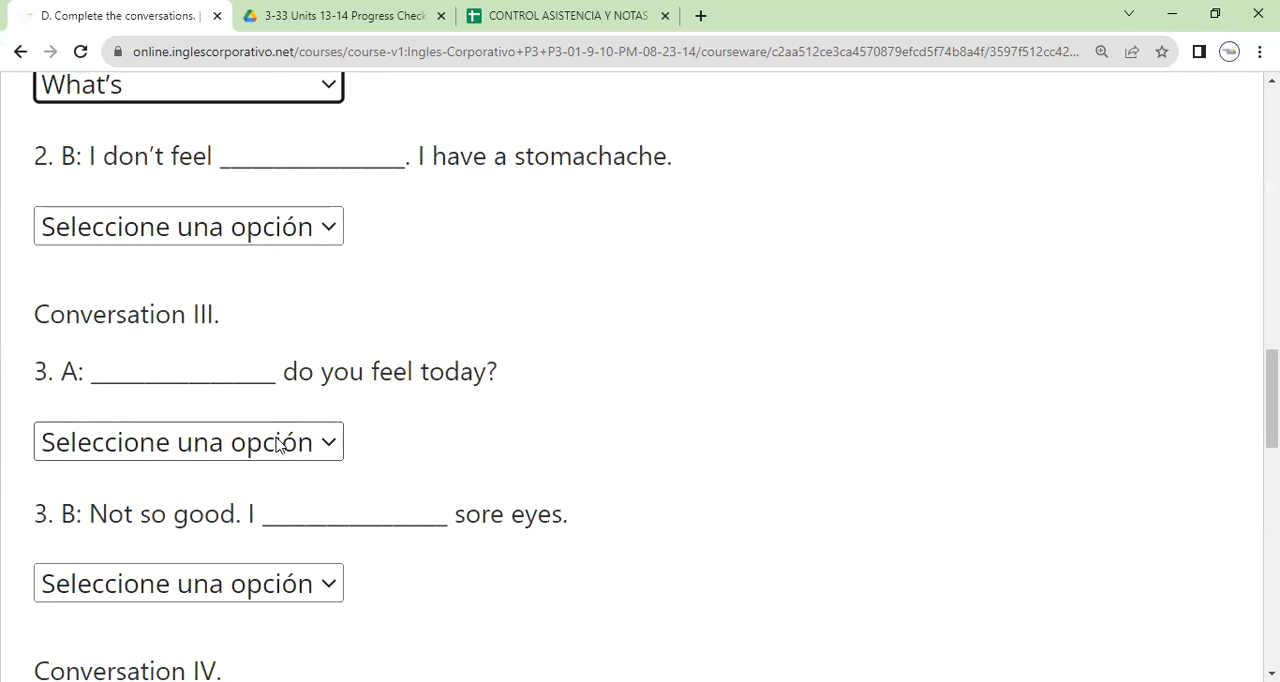 D. Complete the conversations. |
3-33 Units 13-14 Progress Check
CONTROL ASISTENCIA Y NOTAS
online.inglescorporativo.net/courses/course-v1:Ingles-Corporativo+P3+P3-01-9-10-PM-08-23-14/courseware/c2aa512ce3ca4570879efcd5f74b8a4f/3597f512cc42...
What's
2. B: I don't feel _________________. I have a stomachache.
Seleccione una opción
Conversation III.
3. A: _________________ do you feel today?
Seleccione una opción
3. B: Not so good. I _________________ sore eyes.
Seleccione una opción
Conversation IV.